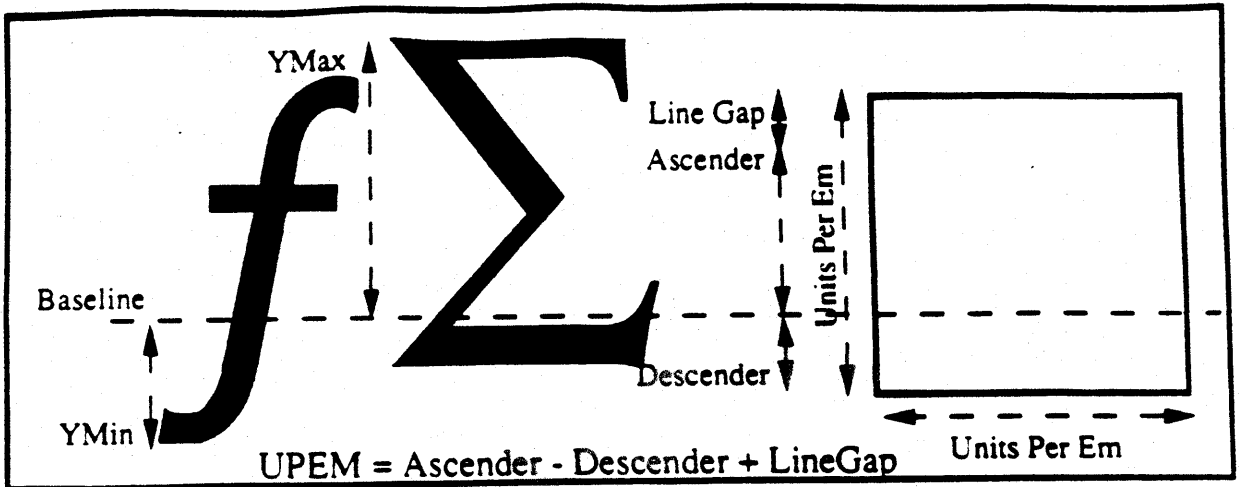 YMax
f
Σ
Line Gap
Ascender
Units Per Em
Baseline
Descender
YMin
Units Per Em
UPEM = Ascender - Descender + LineGap